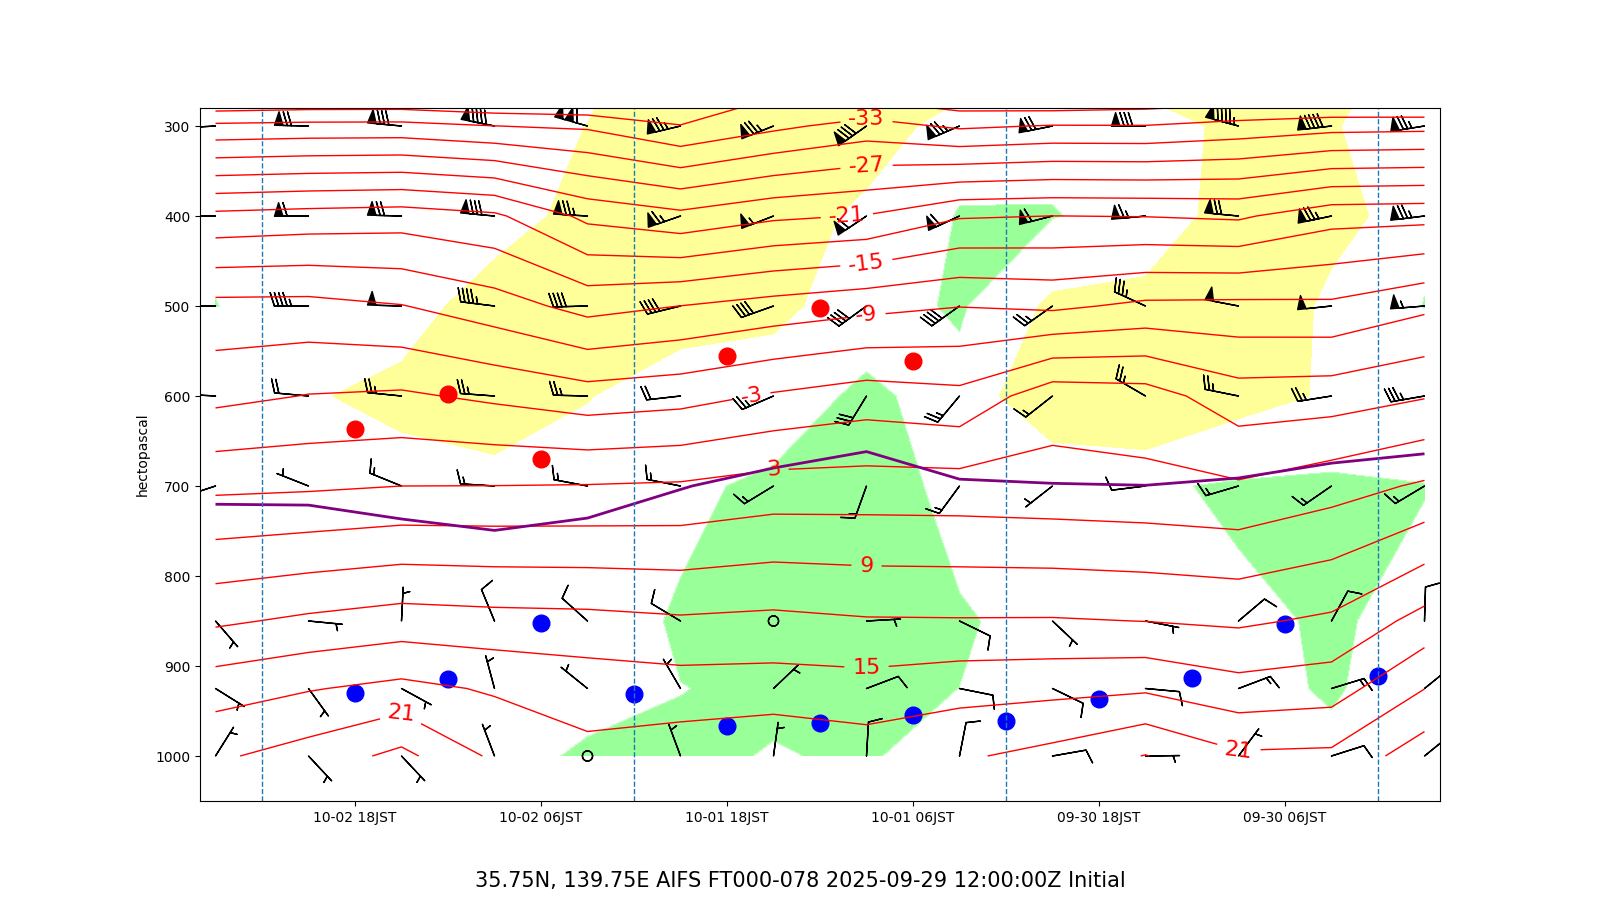 300
400
500
600
700
800
900
1000
hectopascal
-33
-27
-21
-15
-9
-3
3
9
15
21
21
10-02 18JST
10-02 06JST
10-01 18JST
10-01 06JST
09-30 18JST
09-30 06JST
35.75N, 139.75E AIFS FT000-078 2025-09-29 12:00:00Z Initial